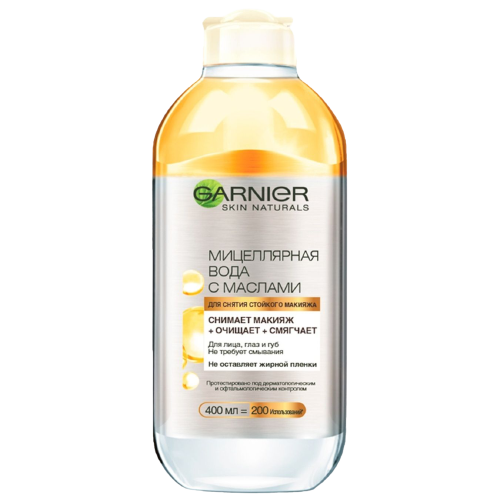 GARNIER
SKIN NATURALS
МИЦЕЛЛЯРНАЯ
ВОДА
С МАСЛАМИ
ДЛЯ СНЯТИЯ СТОЙКОГО МАКИЯЖА
СНИМАЕТ МАКИЯЖ
+ ОЧИЩАЕТ + СМЯГЧАЕТ
Для лица, глаз и губ
Не требует смывания
Не оставляет жирной пленки
Протестировано под дерматологическим
и офтальмологическим контролем
400 МЛ = 200 Использований*